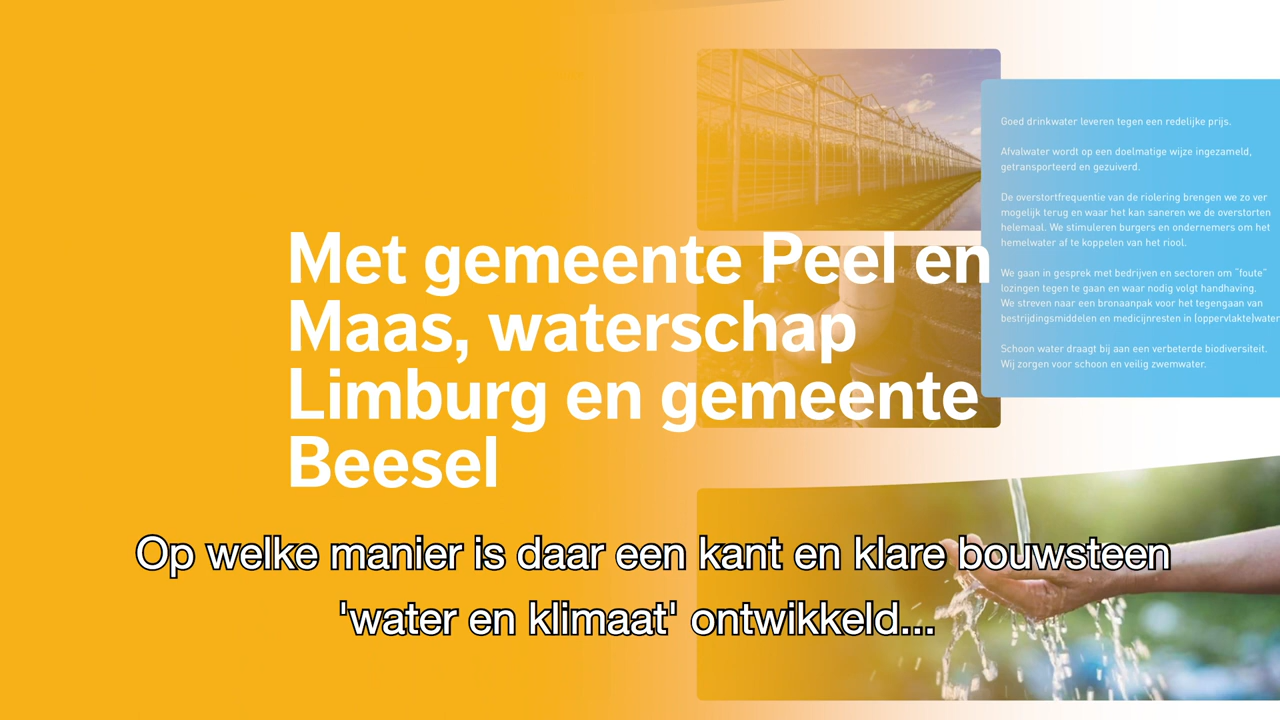 Met gemeente Peel en
Maas, waterschap
Limburg en gemeente
Beesel
Goed drinkwater leveren tegen een redelijke prijs.
Afvalwater wordt op een doelmatige wijze ingezameld,
getransporteerd en gezuiverd.
De overstortfrequentie van de riolering brengen we zo ver
mogelijk terug en waar het kan saneren we de overstorten
helemaal. We stimuleren burgers en ondernemers om het
hemelwater af te koppelen van het riool.
We gaan in gesprek met bedrijven en sectoren om "foute"
lozingen tegen te gaan en waar nodig volgt handhaving.
We streven naar een bronaanpak voor het tegengaan van
bestrijdingsmiddelen en medicijnresten in (oppervlakte)water
Schoon water draagt bij aan een verbeterde biodiversiteit.
Wij zorgen voor schoon en veilig zwemwater.
Op welke manier is daar een kant en klare bouwsteen
'water en klimaat' ontwikkeld...